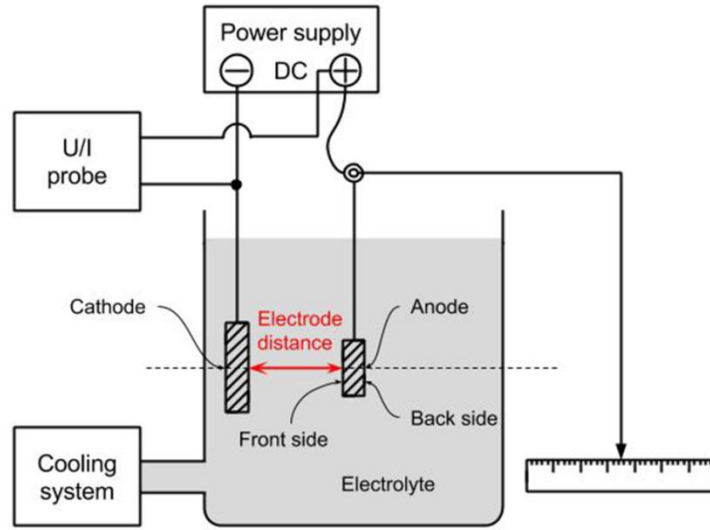 Power supply
− DC +
U/I
probe
Cathode
Electrode
distance
Anode
Front side
Back side
Cooling
system
Electrolyte